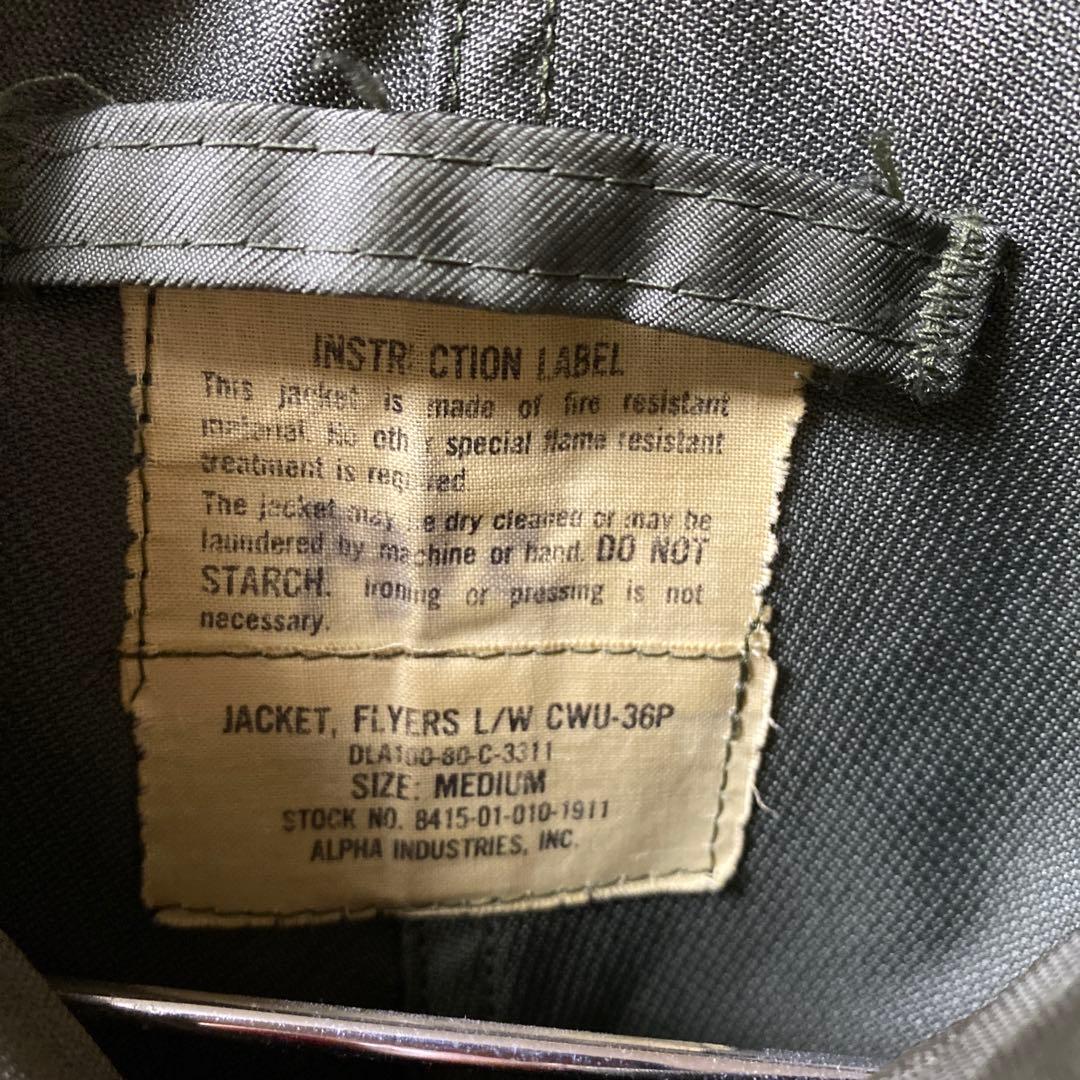 INSTR CTION LABEL
This jacket is made of fire resistant
material. No oth r special flame resistant
treatment is req ired
The jacket may e dry cleaned or may be
laundered by machine or hand. DO NOT
STARCH. Ironing or pressing is not
necessary.
JACKET, FLYERS L/W CWU-36P
DLA100-80-C-3311
SIZE: MEDIUM
STOCK NO. 8415-01-010-1911
ALPHA INDUSTRIES, INC.